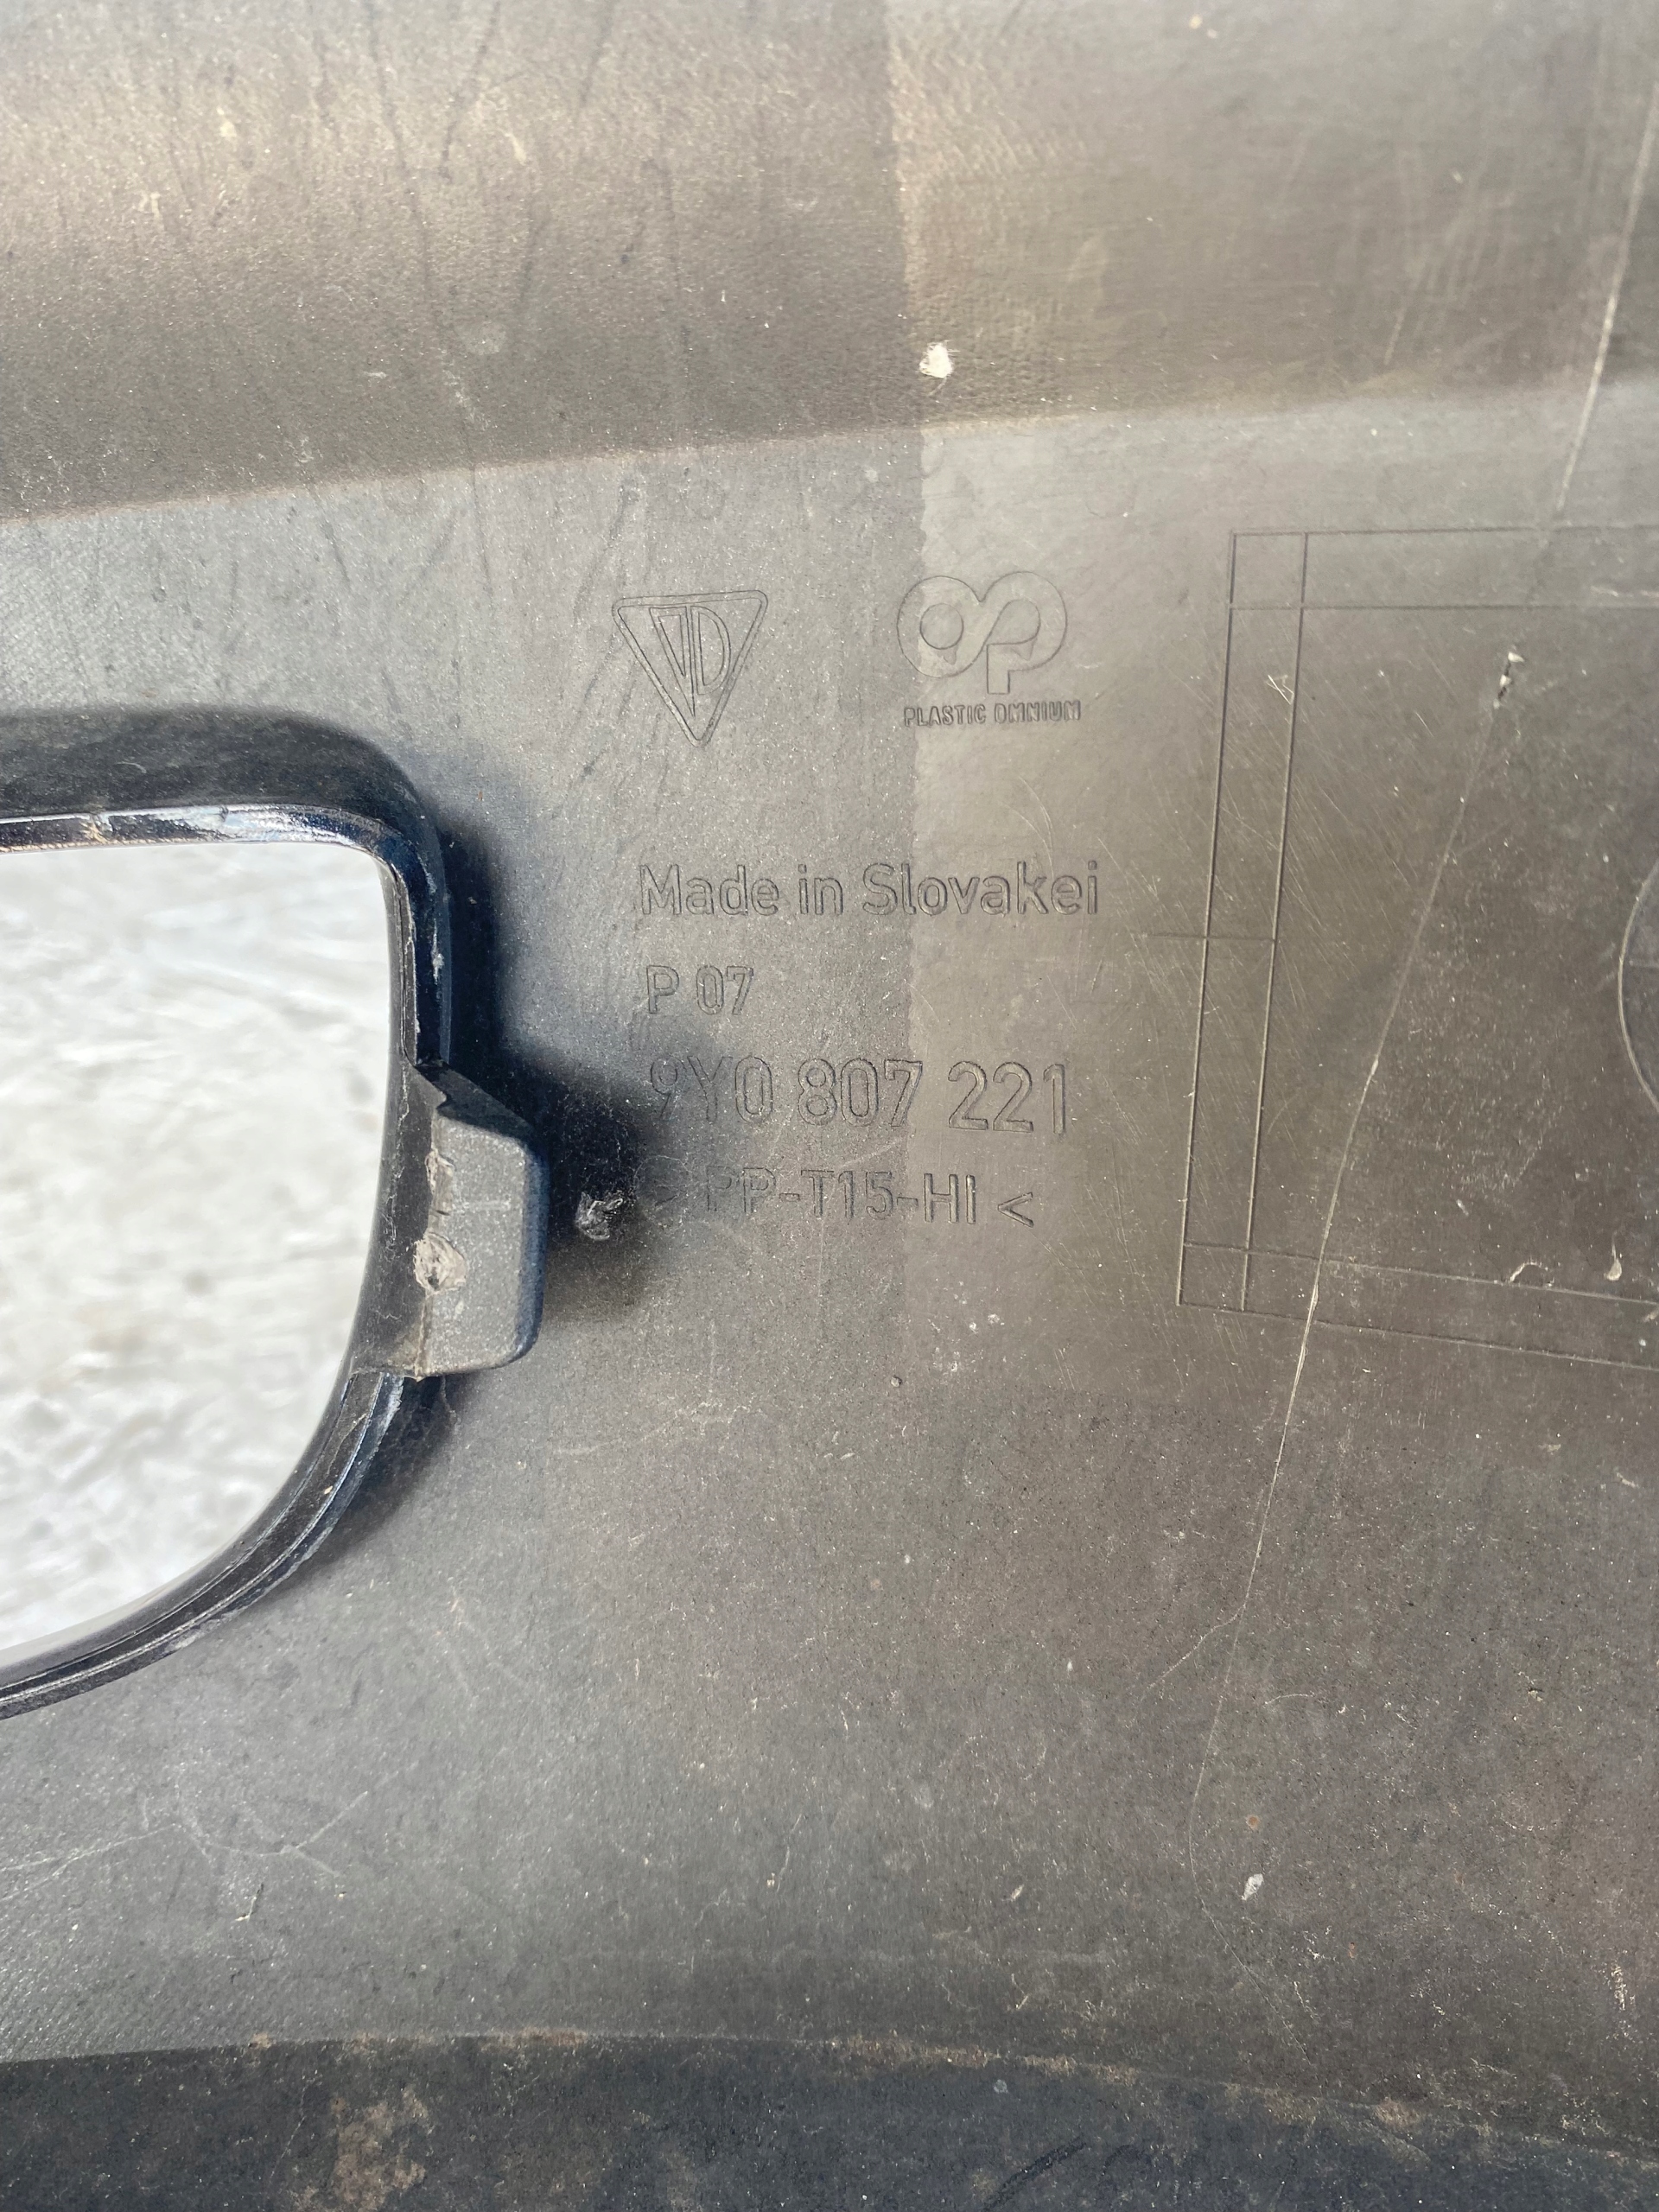 PLASTIC OMNIUM
Made in Slovakei
P 07
9Y0 807 221
> PP-T15-HI <